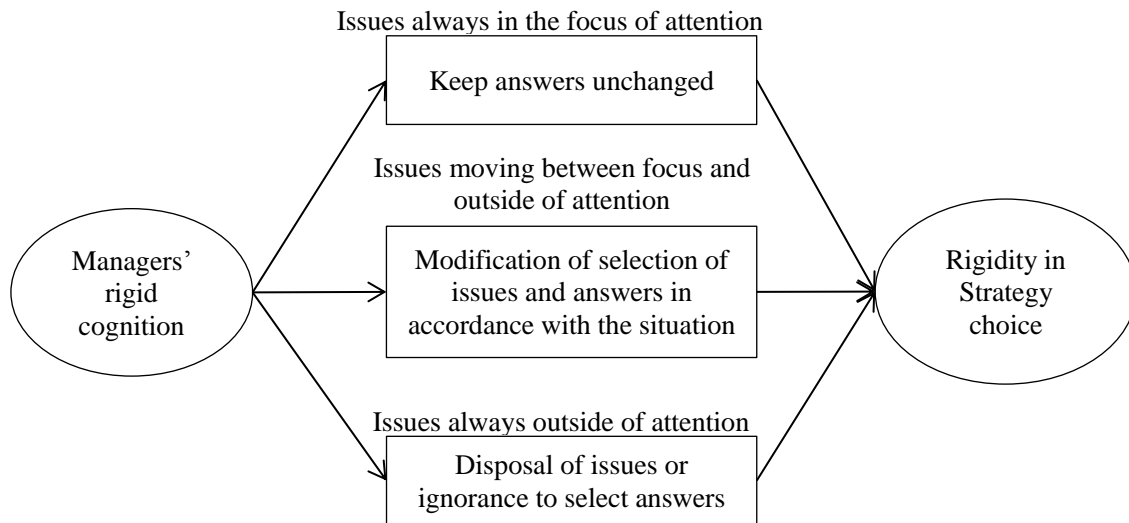 Issues always in the focus of attention
Keep answers unchanged
Issues moving between focus and
outside of attention
Managers’
rigid
cognition
Modification of selection of
issues and answers in
accordance with the situation
Rigidity in
Strategy
choice
Issues always outside of attention
Disposal of issues or
ignorance to select answers